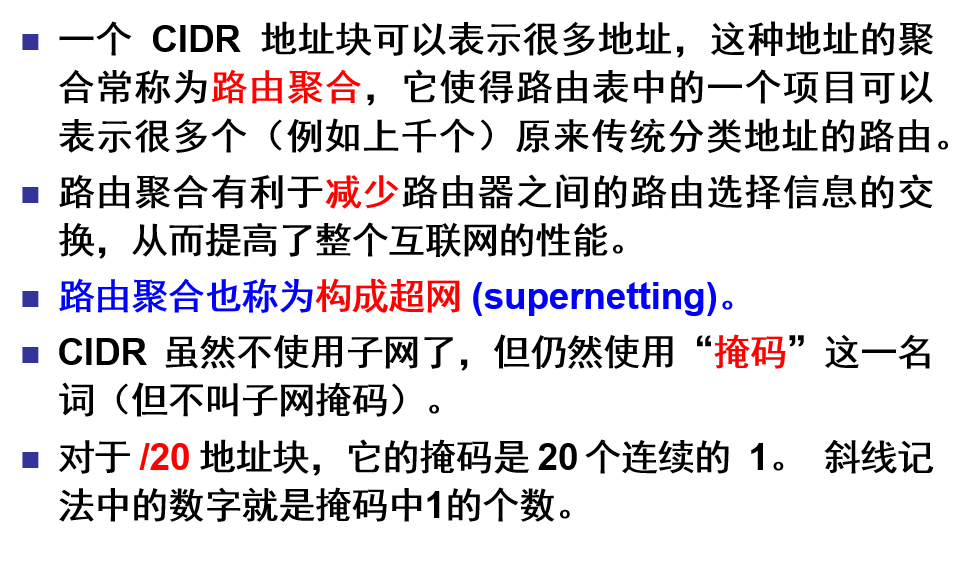 一个 CIDR 地址块可以表示很多地址，这种地址的聚
合常称为路由聚合，它使得路由表中的一个项目可以
表示很多个（例如上千个）原来传统分类地址的路由。
路由聚合有利于减少路由器之间的路由选择信息的交
换，从而提高了整个互联网的性能。
路由聚合也称为构成超网 (supernetting)。
CIDR 虽然不使用子网了，但仍然使用“掩码”这一名
词（但不叫子网掩码）。
对于 /20 地址块，它的掩码是 20 个连续的 1。 斜线记
法中的数字就是掩码中1的个数。